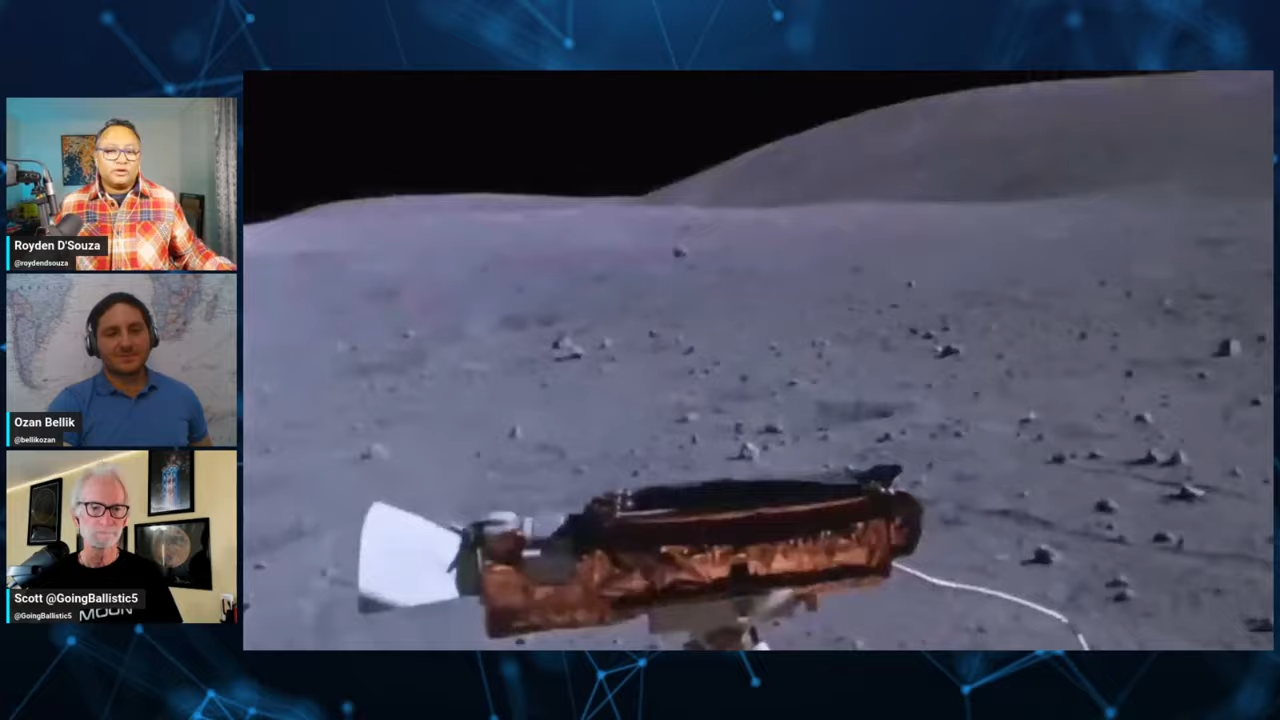 Royden D'Souza
@roydendsouza
Ozan Bellik
@bellikozan
Scott @GoingBallistic5
@GoingBallistic5
MOON